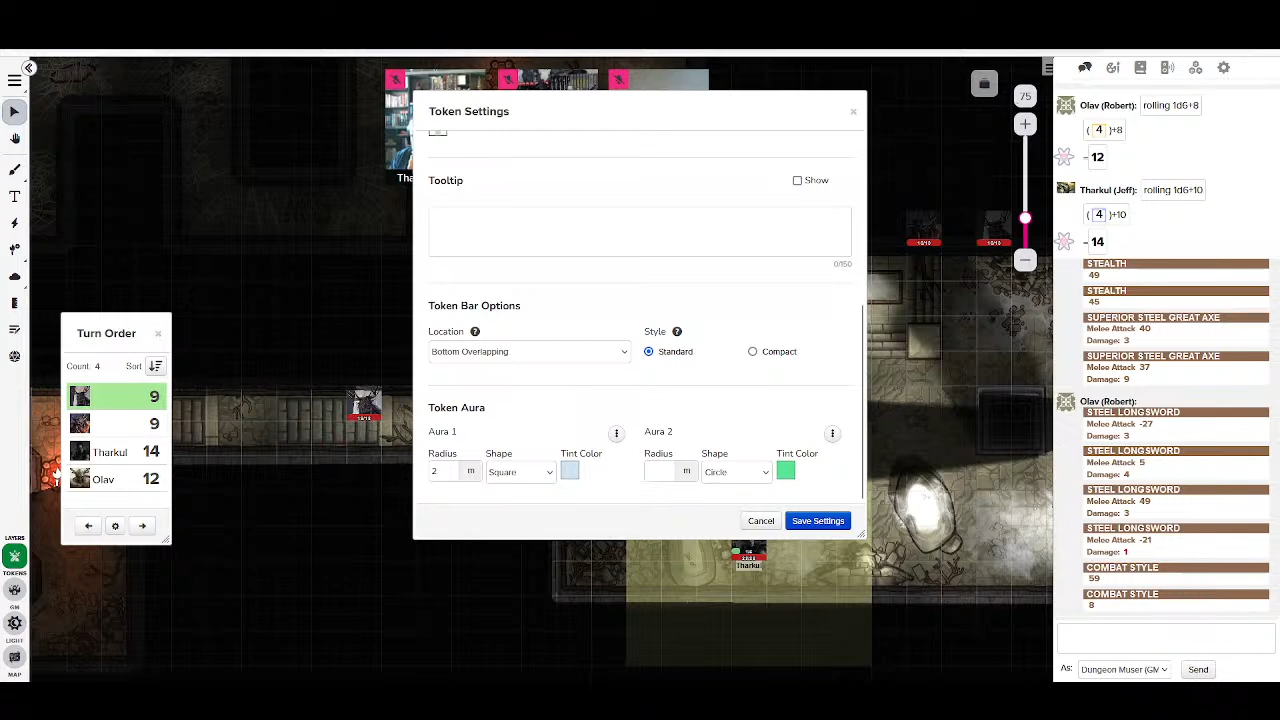 Token Settings
×
Tooltip
Show
0/150
Token Bar Options
Location ?
Style ?
Bottom Overlapping
Standard
Compact
Token Aura
Aura 1
Aura 2
Radius Shape Tint Color
Radius Shape Tint Color
2 m Square
m Circle
Cancel
Save Settings
Turn Order ×
Count: 4 Sort
9
9
Tharkul 14
Olav 12
LAYERS
TOKENS
GM
LIGHT
MAP
Tha
75
Tharkul
Olav (Robert): rolling 1d6+8
( 4 )+8
= 12
Tharkul (Jeff): rolling 1d6+10
( 4 )+10
= 14
STEALTH
49
STEALTH
45
SUPERIOR STEEL GREAT AXE
Melee Attack 40
Damage: 3
SUPERIOR STEEL GREAT AXE
Melee Attack 37
Damage: 9
Olav (Robert):
STEEL LONGSWORD
Melee Attack -27
Damage: 3
STEEL LONGSWORD
Melee Attack 5
Damage: 4
STEEL LONGSWORD
Melee Attack 49
Damage: 3
STEEL LONGSWORD
Melee Attack -21
Damage: 1
COMBAT STYLE
59
COMBAT STYLE
8
As: Dungeon Muser (GM
Send